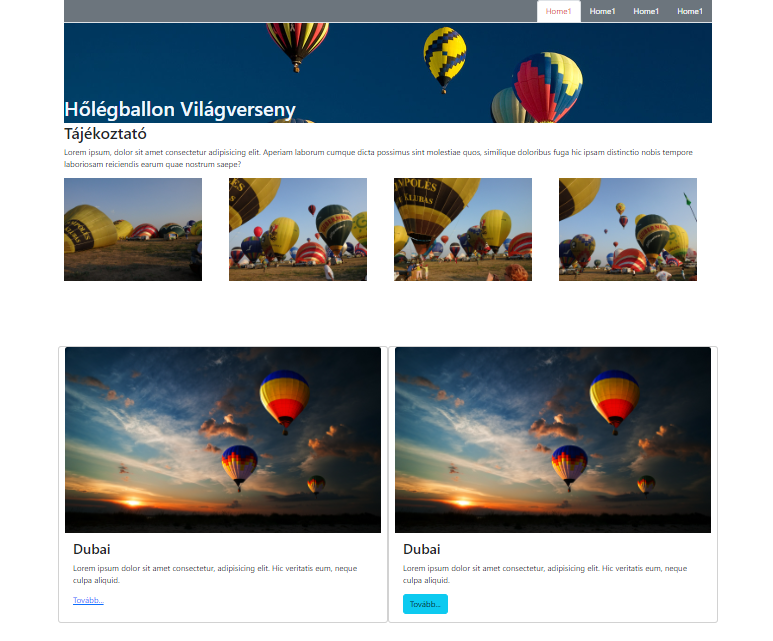 Home1 Home1 Home1 Home1
Hőlégballon Világverseny
Tájékoztató
Lorem ipsum, dolor sit amet consectetur adipisicing elit. Aperiam laborum cumque dicta possimus sint molestiae quos, similique doloribus fuga hic ipsam distinctio nobis tempore
laboriosam reiciendis earum quae nostrum saepe?
Dubai
Lorem ipsum dolor sit amet consectetur, adipisicing elit. Hic veritatis eum, neque
culpa aliquid.
Tovább...
Dubai
Lorem ipsum dolor sit amet consectetur, adipisicing elit. Hic veritatis eum, neque
culpa aliquid.
Tovább...